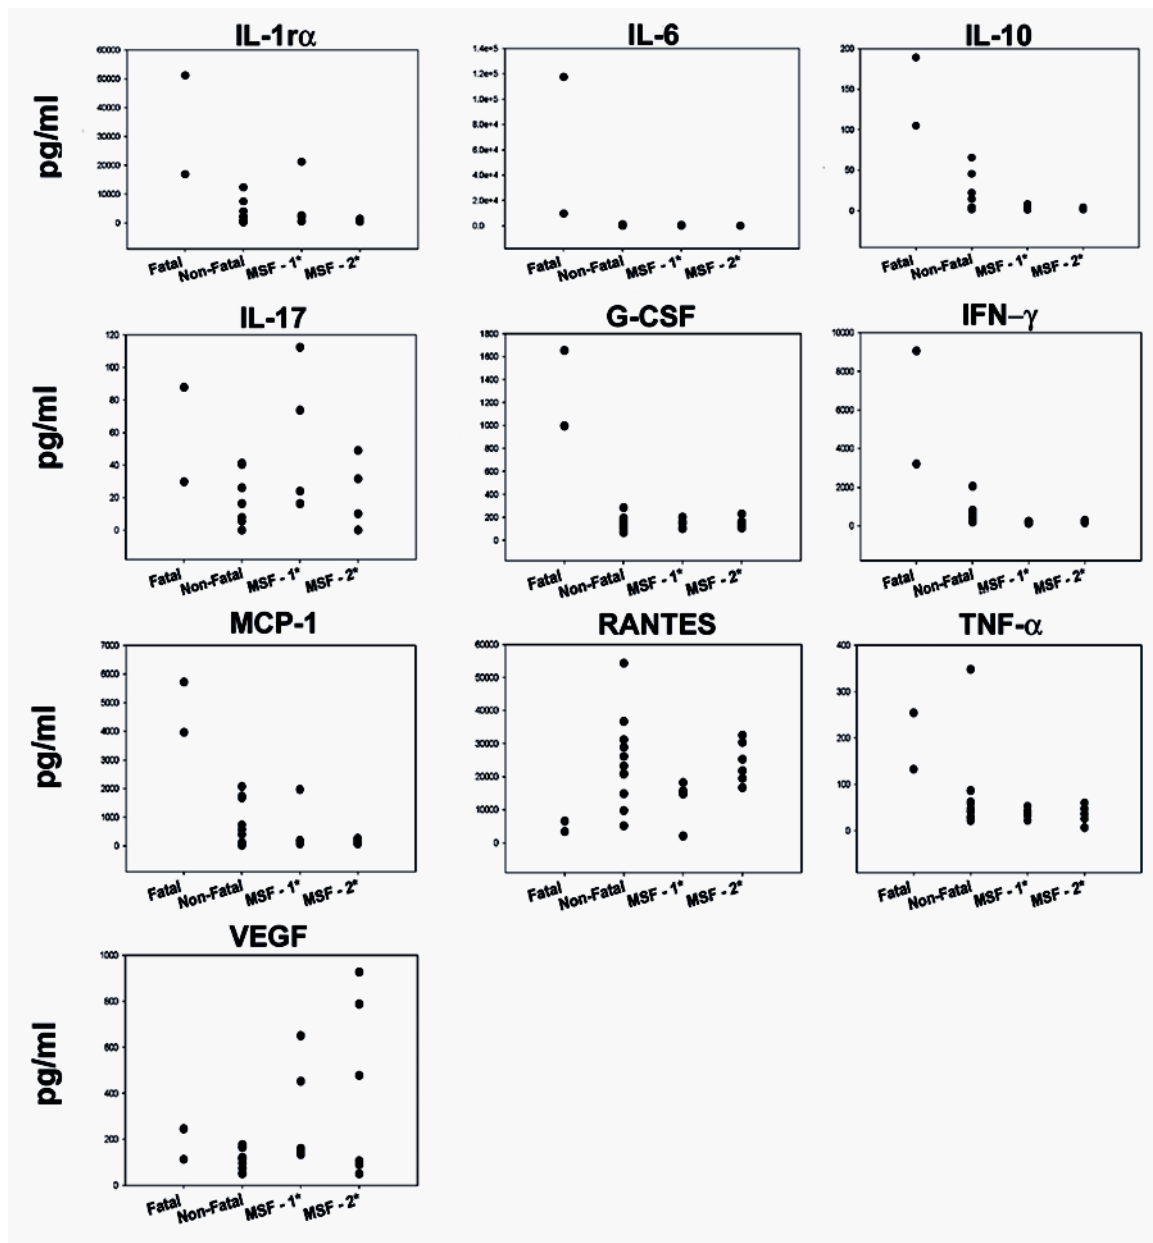 IL-1rα
IL-6
IL-10
pg/ml
60000
50000
40000
30000
20000
10000
0
1.4e+5
1.2e+5
1.0e+5
8.0e+4
6.0e+4
4.0e+4
2.0e+4
0.0
200
150
100
50
0
Fatal
Non-Fatal
MSF - 1*
MSF - 2*
Fatal
Non-Fatal
MSF - 1*
MSF - 2*
Fatal
Non-Fatal
MSF - 1*
MSF - 2*
IL-17
G-CSF
IFN–γ
pg/ml
120
100
80
60
40
20
0
1800
1600
1400
1200
1000
800
600
400
200
0
10000
8000
6000
4000
2000
0
Fatal
Non-Fatal
MSF - 1*
MSF - 2*
Fatal
Non-Fatal
MSF - 1*
MSF - 2*
Fatal
Non-Fatal
MSF - 1*
MSF - 2*
MCP-1
RANTES
TNF-α
pg/ml
7000
6000
5000
4000
3000
2000
1000
0
60000
50000
40000
30000
20000
10000
0
400
300
200
100
0
Fatal
Non-Fatal
MSF - 1*
MSF - 2*
Fatal
Non-Fatal
MSF - 1*
MSF - 2*
Fatal
Non-Fatal
MSF - 1*
MSF - 2*
VEGF
pg/ml
1000
800
600
400
200
0
Fatal
Non-Fatal
MSF - 1*
MSF - 2*